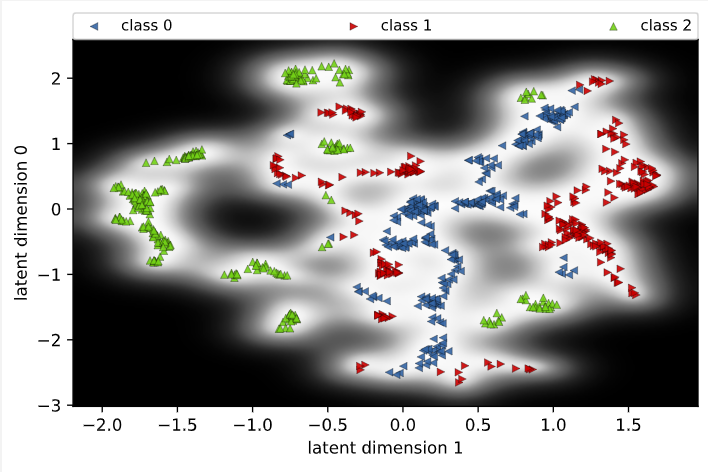 class 0 class 1 class 2
2
1
0
−1
−2
−3
latent dimension 0
−2.0 −1.5 −1.0 −0.5 0.0 0.5 1.0 1.5
latent dimension 1